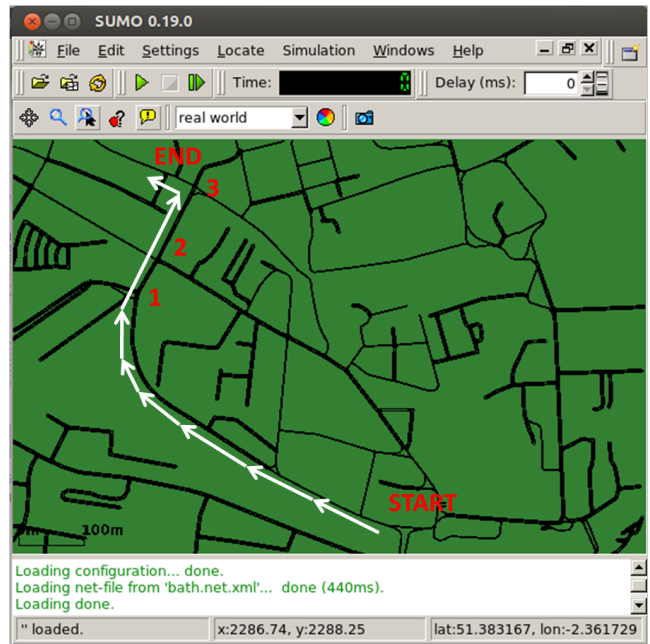 SUMO 0.19.0
File Edit Settings Locate Simulation Windows Help
Time: 0 Delay (ms): 0
real world
END
3
2
1
START
100m
Loading configuration... done.
Loading net-file from 'bath.net.xml'... done (440ms).
Loading done.
'' loaded. x:2286.74, y:2288.25 lat:51.383167, lon:-2.361729